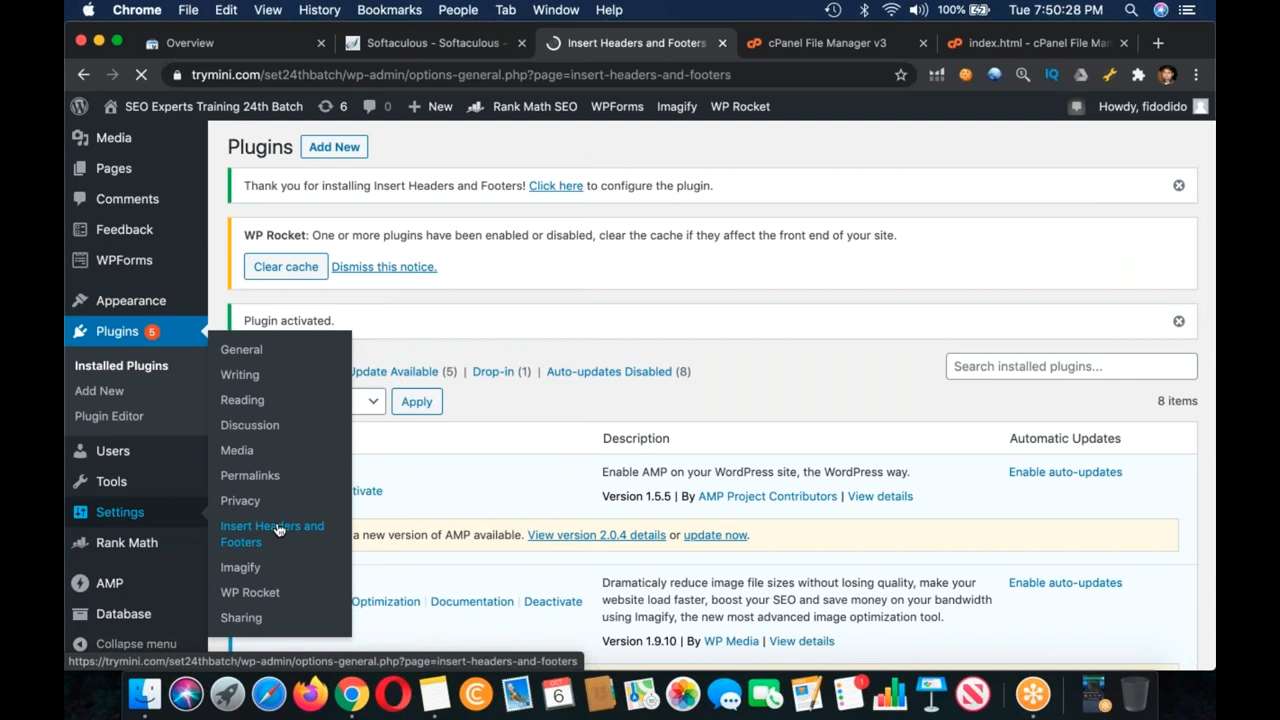 Chrome File Edit View History Bookmarks People Tab Window Help 100% Tue 7:50:28 PM
Overview Softaculous - Softaculous - Insert Headers and Footers cPanel File Manager v3 index.html - cPanel File Ma
trymini.com/set24thbatch/wp-admin/options-general.php?page=insert-headers-and-footers IQ
SEO Experts Training 24th Batch 6 0 New Rank Math SEO WPForms Imagify WP Rocket Howdy, fidodido
Media
Pages
Comments
Feedback
WPForms
Appearance
Plugins 5
Installed Plugins
Add New
Plugin Editor
Users
Tools
Settings
Rank Math
AMP
Database
Collapse menu
General
Writing
Reading
Discussion
Media
Permalinks
Privacy
Insert Headers and
Footers
Imagify
WP Rocket
Sharing
Plugins Add New
Thank you for installing Insert Headers and Footers! Click here to configure the plugin.
WP Rocket: One or more plugins have been enabled or disabled, clear the cache if they affect the front end of your site.
Clear cache Dismiss this notice.
Plugin activated.
Update Available (5) | Drop-in (1) | Auto-updates Disabled (8)
Search installed plugins...
Apply
8 items
Description Automatic Updates
Enable AMP on your WordPress site, the WordPress way. Enable auto-updates
ivate Version 1.5.5 | By AMP Project Contributors | View details
a new version of AMP available. View version 2.0.4 details or update now.
Dramaticaly reduce image file sizes without losing quality, make your Enable auto-updates
website load faster, boost your SEO and save money on your bandwidth
Optimization | Documentation | Deactivate using Imagify, the new most advanced image optimization tool.
Version 1.9.10 | By WP Media | View details
https://trymini.com/set24thbatch/wp-admin/options-general.php?page=insert-headers-and-footers
OCT
6
1